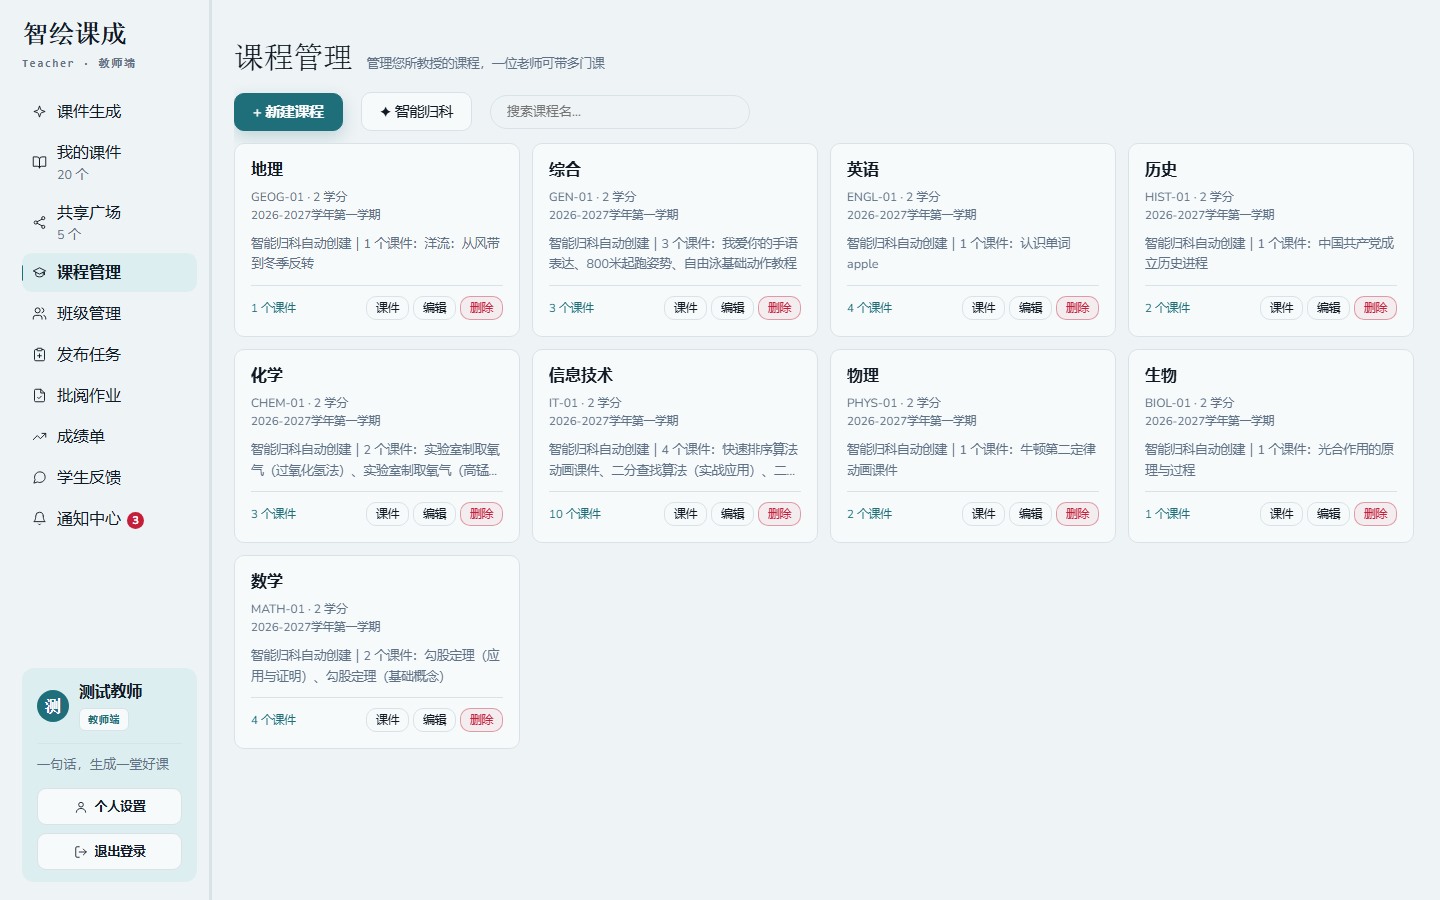 智绘课成
Teacher · 教师端
课件生成
我的课件
20 个
共享广场
5 个
课程管理
班级管理
发布任务
批阅作业
成绩单
学生反馈
通知中心 3
测
测试教师
教师端
一句话，生成一堂好课
个人设置
退出登录
课程管理 管理您所教授的课程，一位老师可带多门课
+ 新建课程 ✦ 智能归科 搜索课程名...
地理
GEOG-01 · 2 学分
2026-2027学年第一学期
智能归科自动创建 | 1 个课件：洋流：从风带
到冬季反转
1 个课件 课件 编辑 删除
综合
GEN-01 · 2 学分
2026-2027学年第一学期
智能归科自动创建 | 3 个课件：我爱你的手语
表达、800米起跑姿势、自由泳基础动作教程
3 个课件 课件 编辑 删除
英语
ENGL-01 · 2 学分
2026-2027学年第一学期
智能归科自动创建 | 1 个课件：认识单词
apple
4 个课件 课件 编辑 删除
历史
HIST-01 · 2 学分
2026-2027学年第一学期
智能归科自动创建 | 1 个课件：中国共产党成
立历史进程
2 个课件 课件 编辑 删除
化学
CHEM-01 · 2 学分
2026-2027学年第一学期
智能归科自动创建 | 2 个课件：实验室制取氧
气（过氧化氢法）、实验室制取氧气（高锰...
3 个课件 课件 编辑 删除
信息技术
IT-01 · 2 学分
2026-2027学年第一学期
智能归科自动创建 | 4 个课件：快速排序算法
动画课件、二分查找算法（实战应用）、二...
10 个课件 课件 编辑 删除
物理
PHYS-01 · 2 学分
2026-2027学年第一学期
智能归科自动创建 | 1 个课件：牛顿第二定律
动画课件
2 个课件 课件 编辑 删除
生物
BIOL-01 · 2 学分
2026-2027学年第一学期
智能归科自动创建 | 1 个课件：光合作用的原
理与过程
1 个课件 课件 编辑 删除
数学
MATH-01 · 2 学分
2026-2027学年第一学期
智能归科自动创建 | 2 个课件：勾股定理（应
用与证明）、勾股定理（基础概念）
4 个课件 课件 编辑 删除